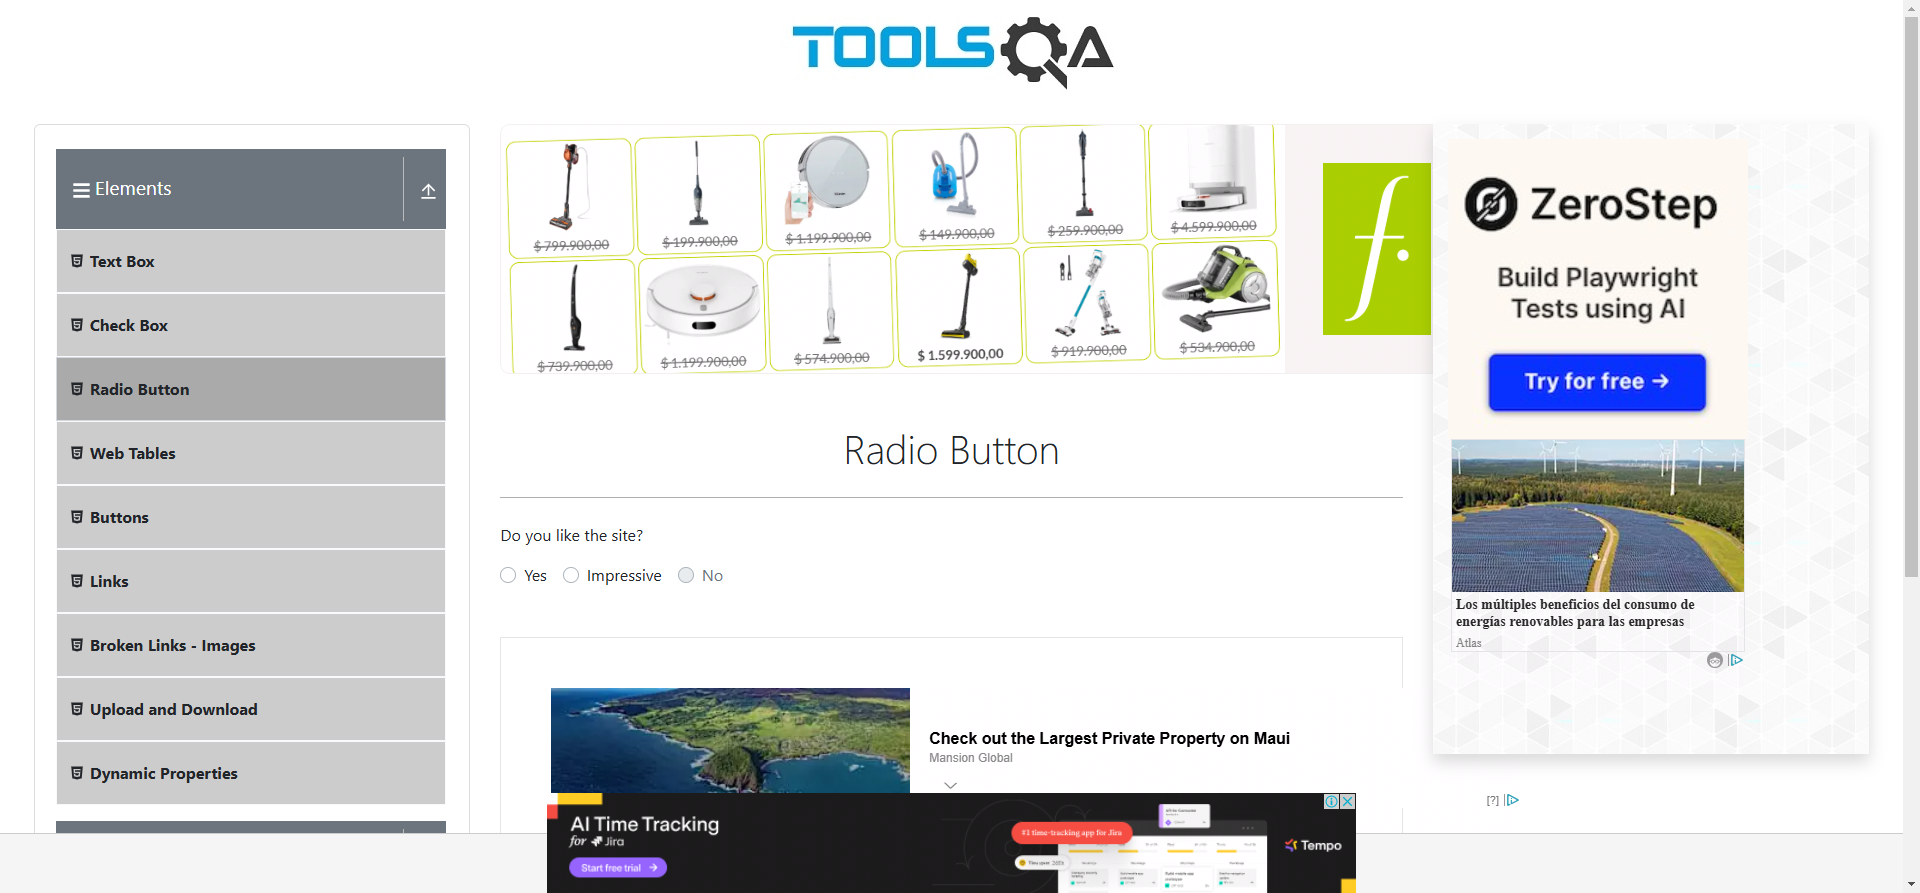 TOOLSQA
Elements
Text Box
Check Box
Radio Button
Web Tables
Buttons
Links
Broken Links - Images
Upload and Download
Dynamic Properties
$ 799.900,00
$ 199.900,00
$ 1.199.900,00
$ 149.900,00
$ 259.900,00
$ 4.599.900,00
$ 739.900,00
$ 1.199.900,00
$ 574.900,00
$ 1.599.900,00
$ 919.900,00
$ 534.900,00
f.
Radio Button
Do you like the site?
Yes
Impressive
No
ZeroStep
Build Playwright
Tests using AI
Try for free →
Los múltiples beneficios del consumo de
energías renovables para las empresas
Atlas
Check out the Largest Private Property on Maui
Mansion Global
[?]
AI Time Tracking
for Jira
Start free trial →
#1 time-tracking app for Jira
Tempo